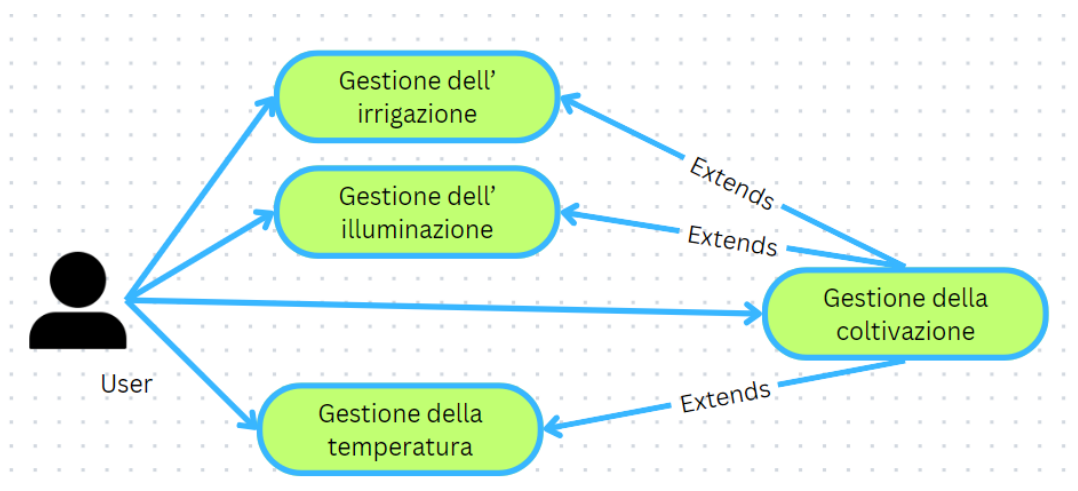 Gestione dell’
irrigazione
Extends
Gestione dell’
illuminazione
Extends
Gestione della
coltivazione
User
Extends
Gestione della
temperatura